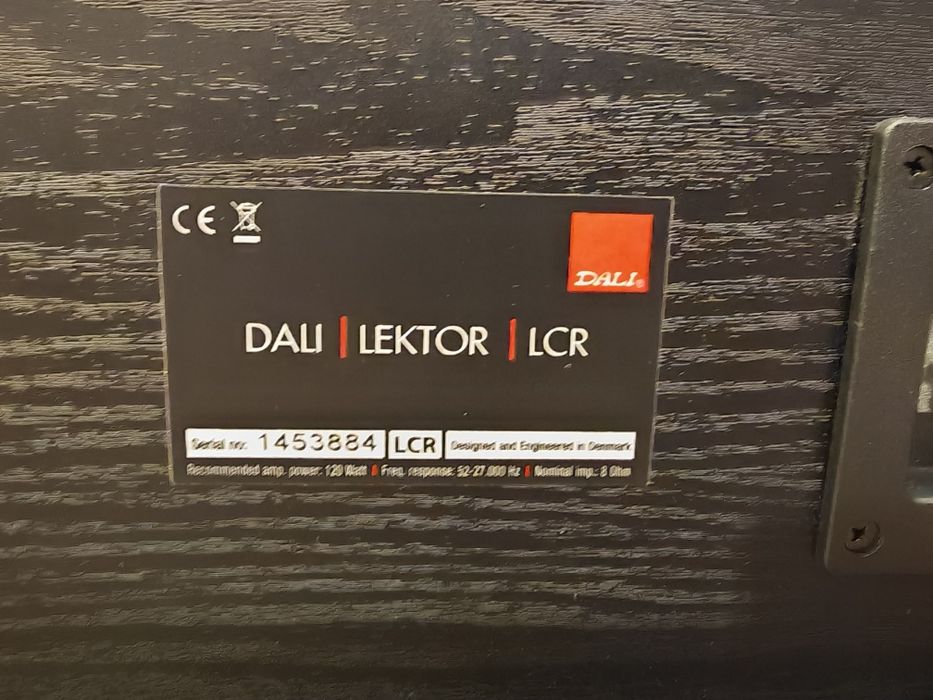 CE
DALI®
DALI | LEKTOR | LCR
Serial no: 1453884 LCR Designed and Engineered in Denmark
Recommended amp. power: 120 Watt / Freq. response: 52-27.000 Hz / Nominal imp.: 8 Ohm